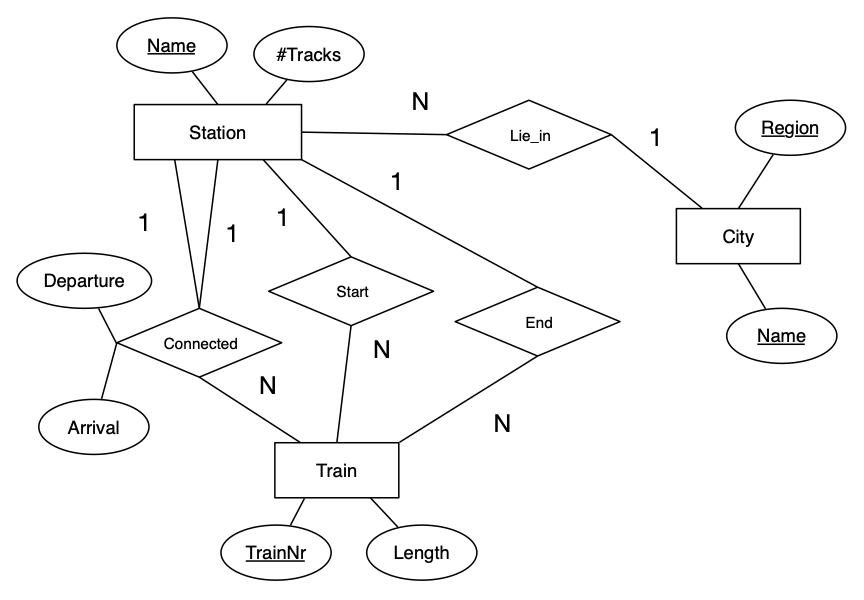 Name
#Tracks
N
Station
Lie_in
1
Region
1
1
1
1
City
Departure
Start
End
Name
Connected
N
N
Arrival
N
Train
TrainNr
Length